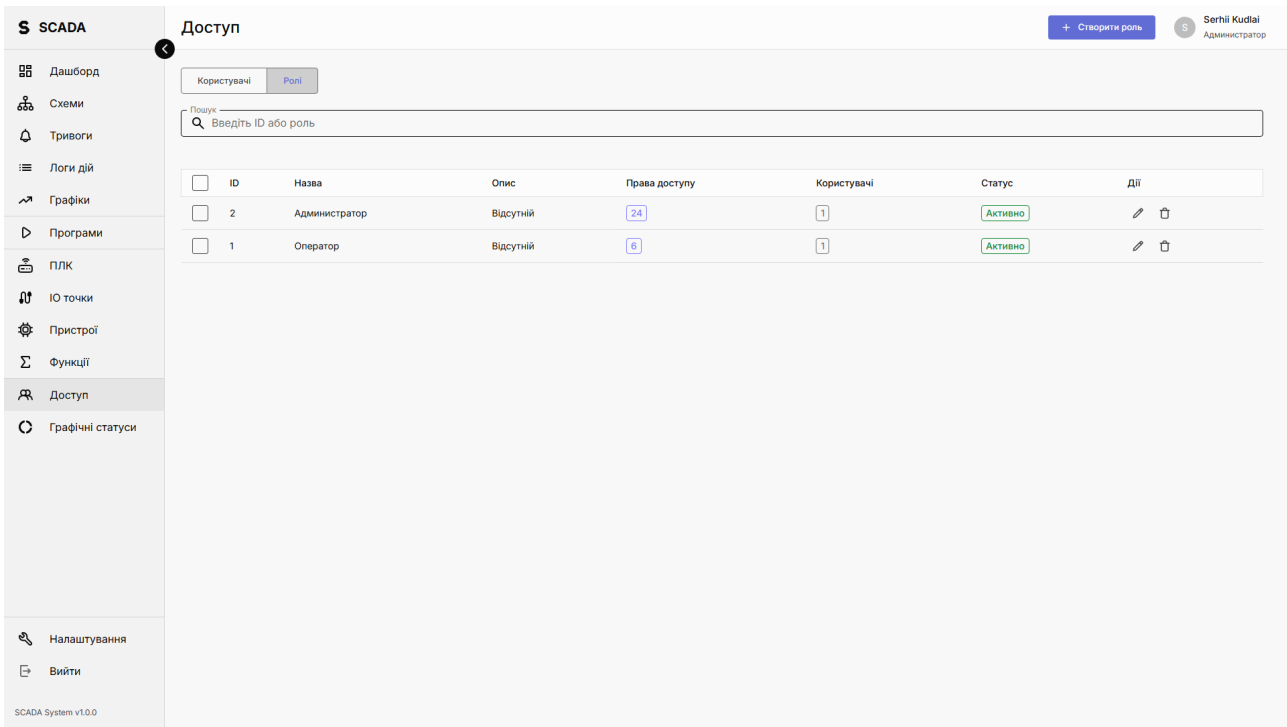 SCADA
Доступ
+ Створити роль
S
Serhii Kudlai
Администратор
Дашборд
Схеми
Тривоги
Логи дій
Графіки
Програми
ПЛК
IO точки
Пристрої
Функції
Доступ
Графічні статуси
Користувачі Ролі
Пошук
Введіть ID або роль
ID Назва Опис Права доступу Користувачі Статус Дії
2 Администратор Відсутній 24 1 Активно
1 Оператор Відсутній 6 1 Активно
Налаштування
Вийти
SCADA System v1.0.0